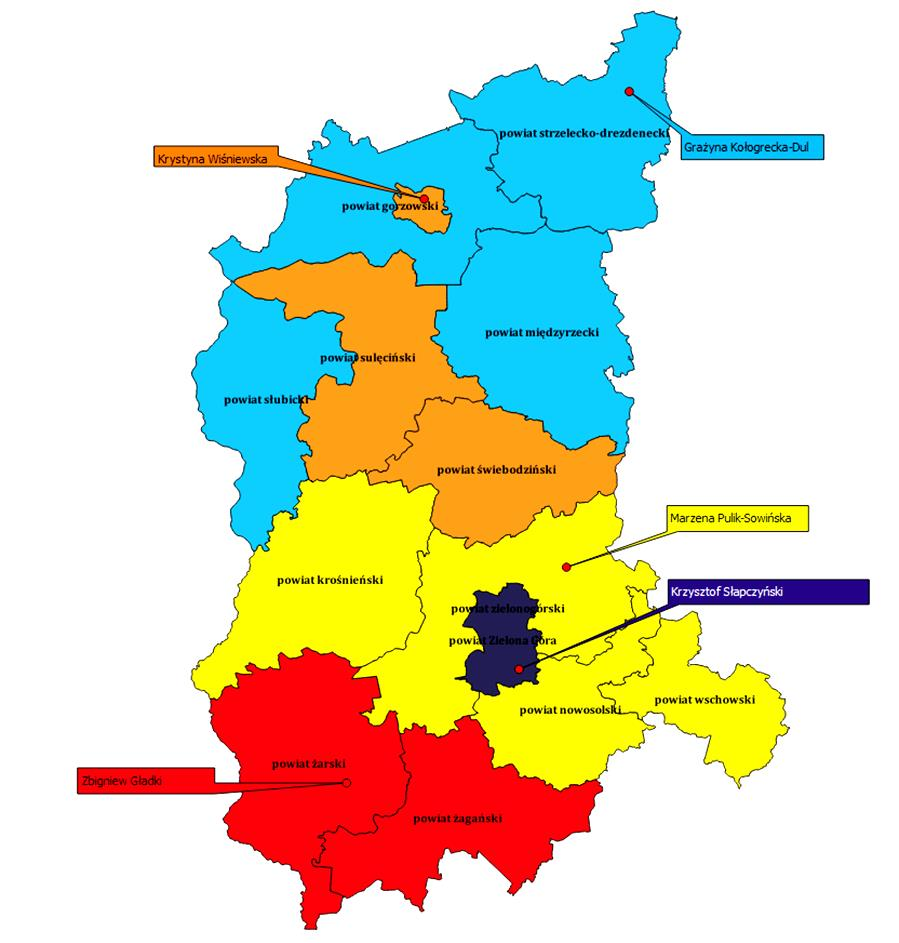 powiat strzelecko-drezdenecki
Grażyna Kołogrecka-Dul
Krystyna Wiśniewska
powiat gorzowski
powiat międzyrzecki
powiat sulęciński
powiat słubicki
powiat świebodziński
Marzena Pulik-Sowińska
powiat krośnieński
Krzysztof Słapczyński
powiat zielonogórski
powiat Zielona Góra
powiat wschowski
powiat nowosolski
powiat żarski
Zbigniew Gładki
powiat żagański